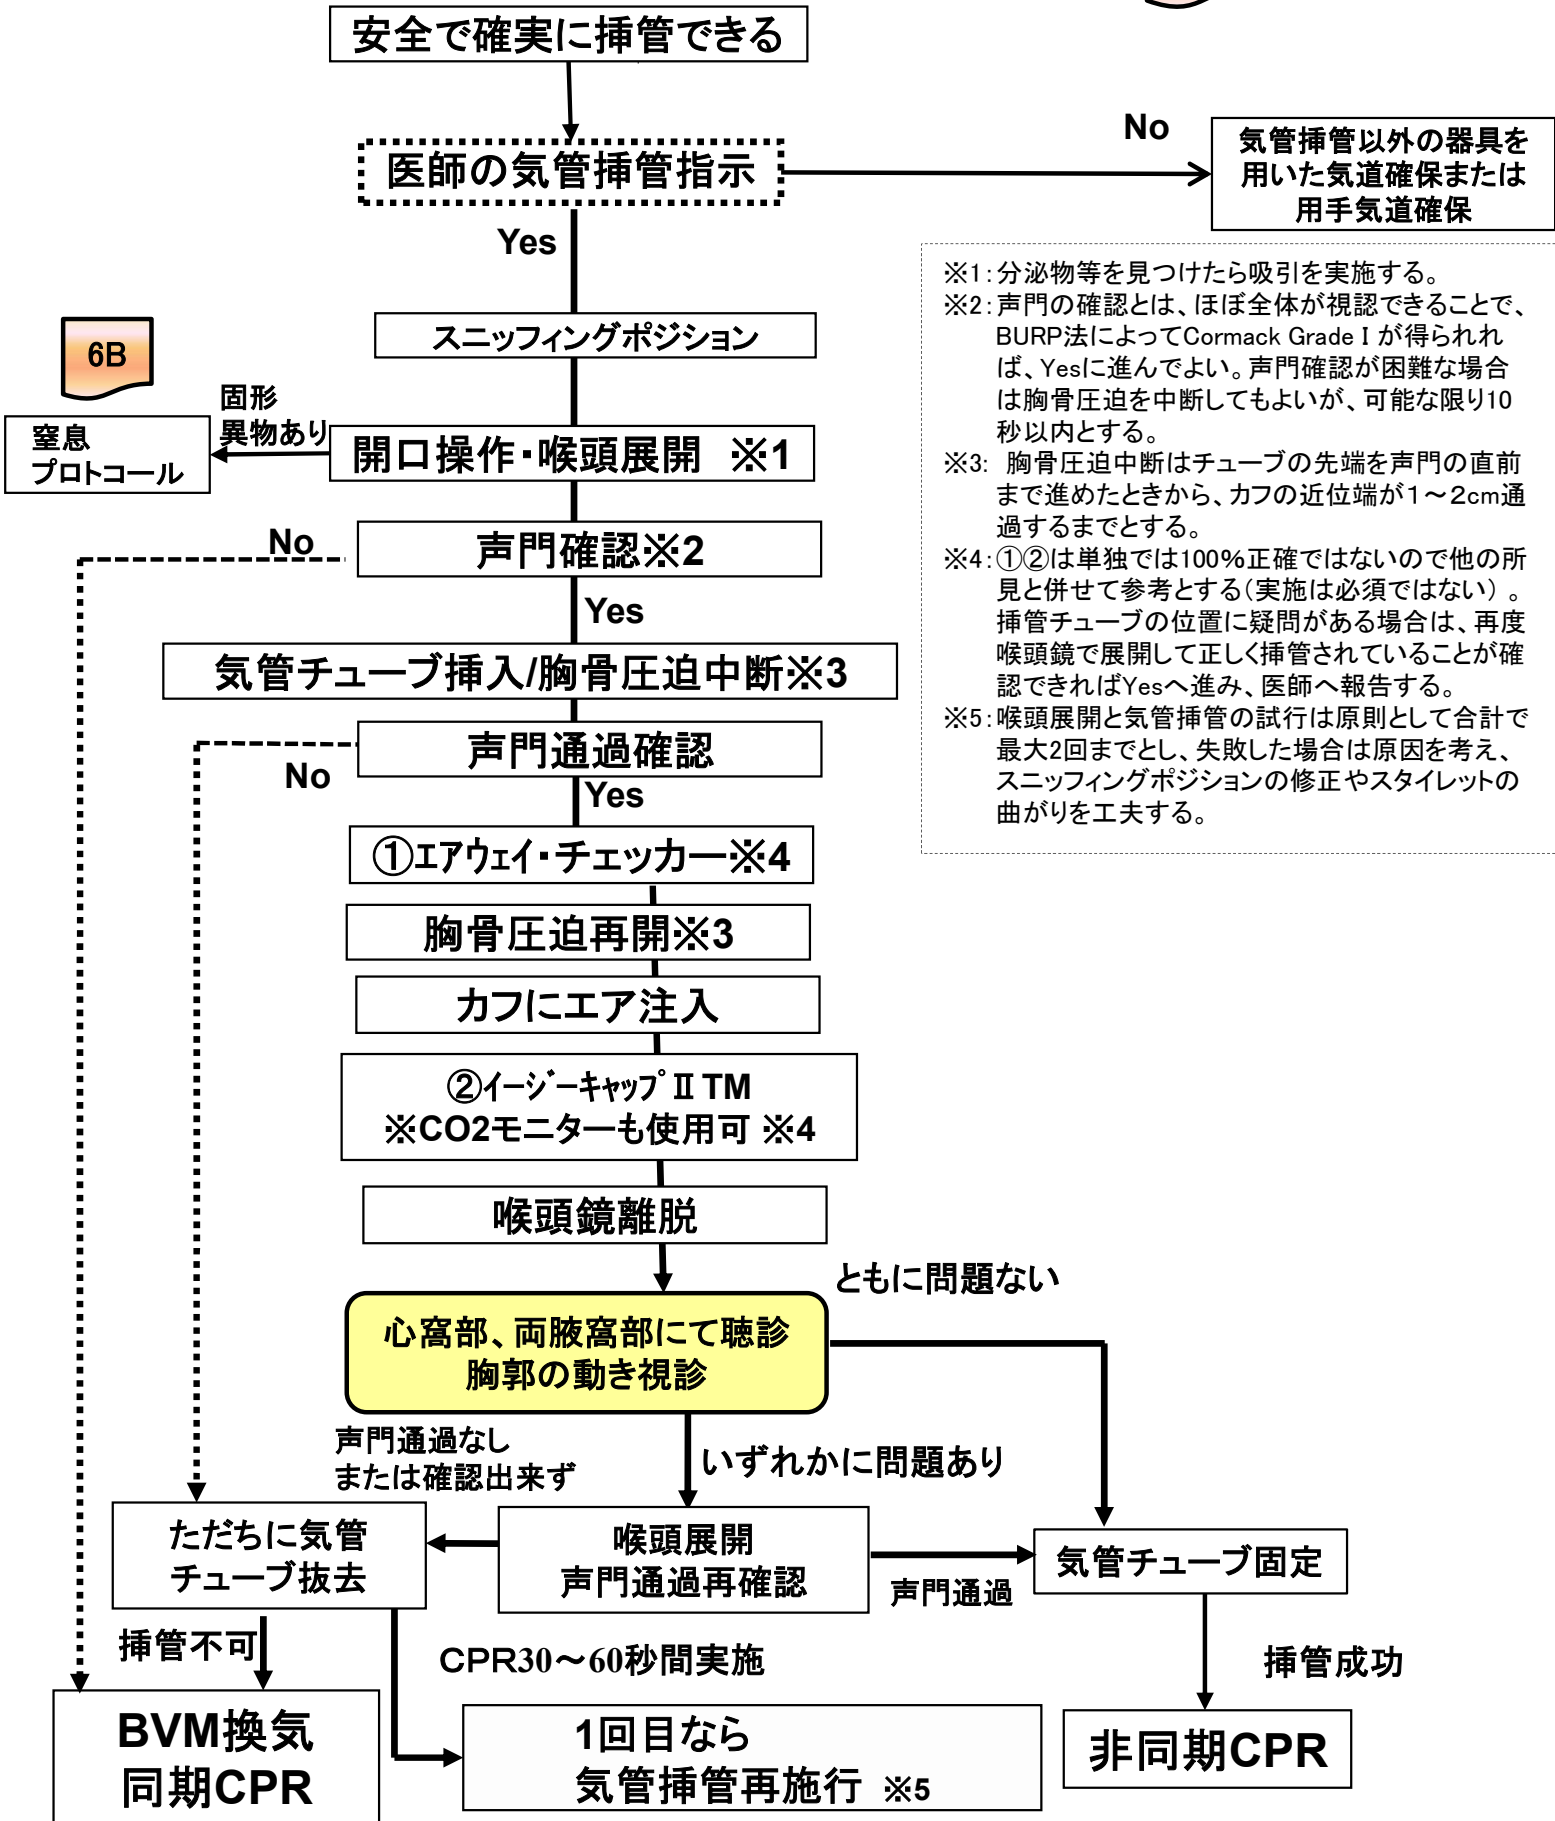 安全で確実に挿管できる
医師の気管挿管指示
No
気管挿管以外の器具を
用いた気道確保または
用手気道確保
Yes
スニッフィングポジション
6B
固形
異物あり
窒息
プロトコール
開口操作・喉頭展開 ※1
No
声門確認※2
Yes
気管チューブ挿入/胸骨圧迫中断※3
声門通過確認
No
Yes
①エアウェイ・チェッカー※4
胸骨圧迫再開※3
カフにエア注入
②ｲｰｼﾞｰｷｬｯﾌﾟⅡ TM
※CO2モニターも使用可 ※4
喉頭鏡離脱
ともに問題ない
心窩部、両腋窩部にて聴診
胸郭の動き視診
声門通過なし
または確認出来ず
いずれかに問題あり
ただちに気管
チューブ抜去
喉頭展開
声門通過再確認
声門通過
気管チューブ固定
挿管不可
CPR30～60秒間実施
挿管成功
BVM換気
同期CPR
1回目なら
気管挿管再施行 ※5
非同期CPR
※1：分泌物等を見つけたら吸引を実施する。
※2：声門の確認とは、ほぼ全体が視認できることで、
BURP法によってCormack Grade I が得られれ
ば、Yesに進んでよい。声門確認が困難な場合
は胸骨圧迫を中断してもよいが、可能な限り10
秒以内とする。
※3： 胸骨圧迫中断はチューブの先端を声門の直前
まで進めたときから、カフの近位端が１～２cm通
過するまでとする。
※4：①②は単独では100％正確ではないので他の所
見と併せて参考とする（実施は必須ではない）。
挿管チューブの位置に疑問がある場合は、再度
喉頭鏡で展開して正しく挿管されていることが確
認できればYesへ進み、医師へ報告する。
※5：喉頭展開と気管挿管の試行は原則として合計で
最大2回までとし、失敗した場合は原因を考え、
スニッフィングポジションの修正やスタイレットの
曲がりを工夫する。